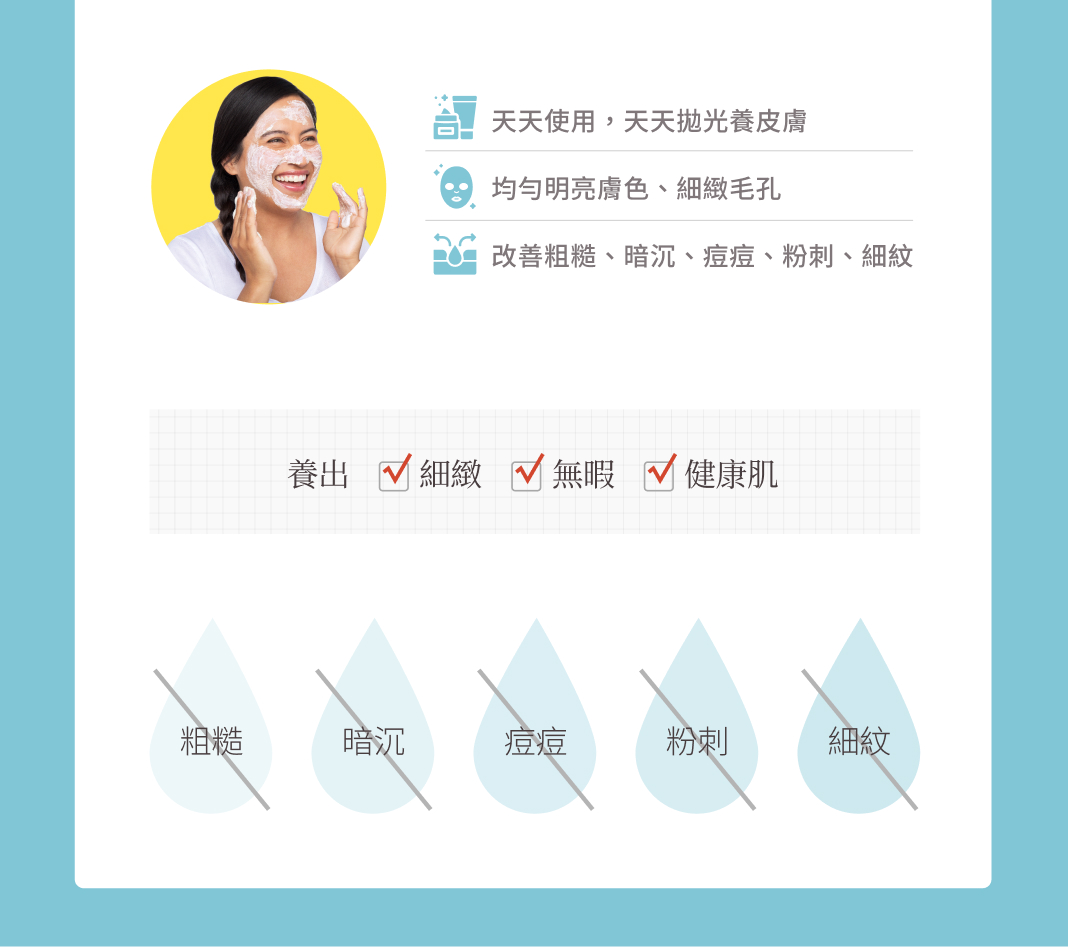 天天使用，天天拋光養皮膚
均勻明亮膚色、細緻毛孔
改善粗糙、暗沉、痘痘、粉刺、細紋
養出 細緻 無暇 健康肌
粗糙 暗沉 痘痘 粉刺 細紋